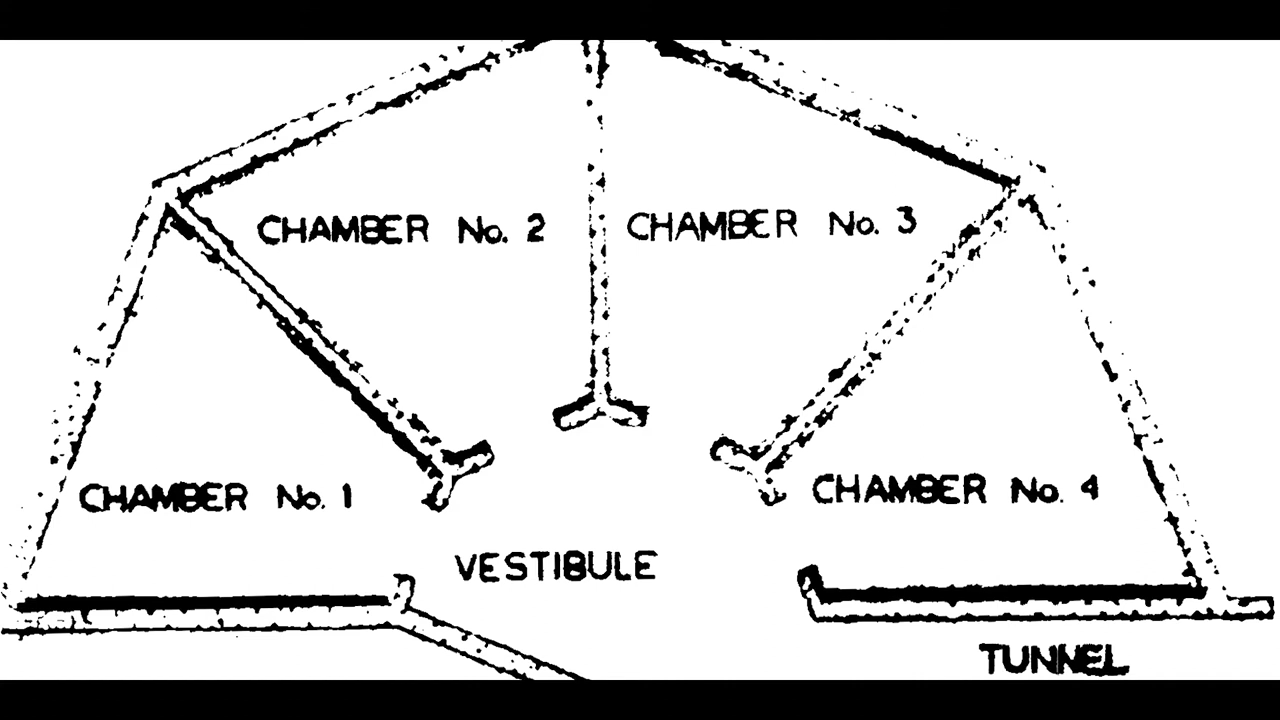 CHAMBER No. 2
CHAMBER No. 3
CHAMBER No. 1
CHAMBER No. 4
VESTIBULE
TUNNEL